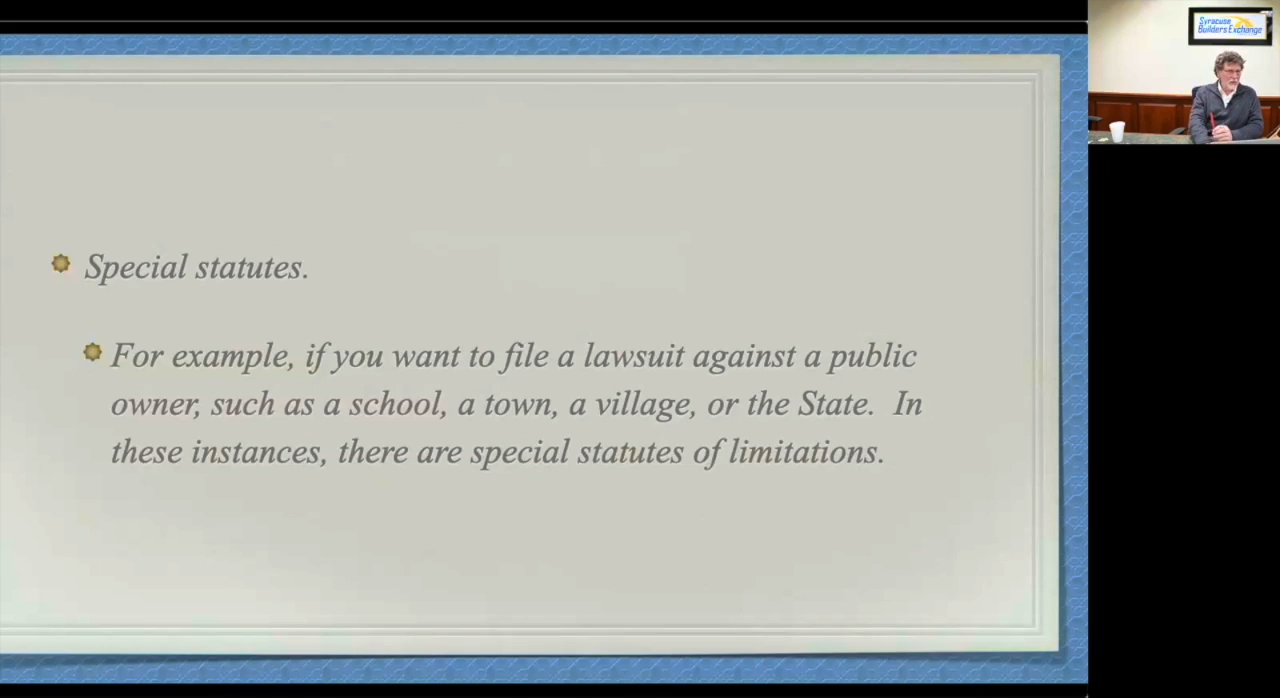 Syracuse
Builders Exchange
Special statutes.
For example, if you want to file a lawsuit against a public
owner, such as a school, a town, a village, or the State. In
these instances, there are special statutes of limitations.